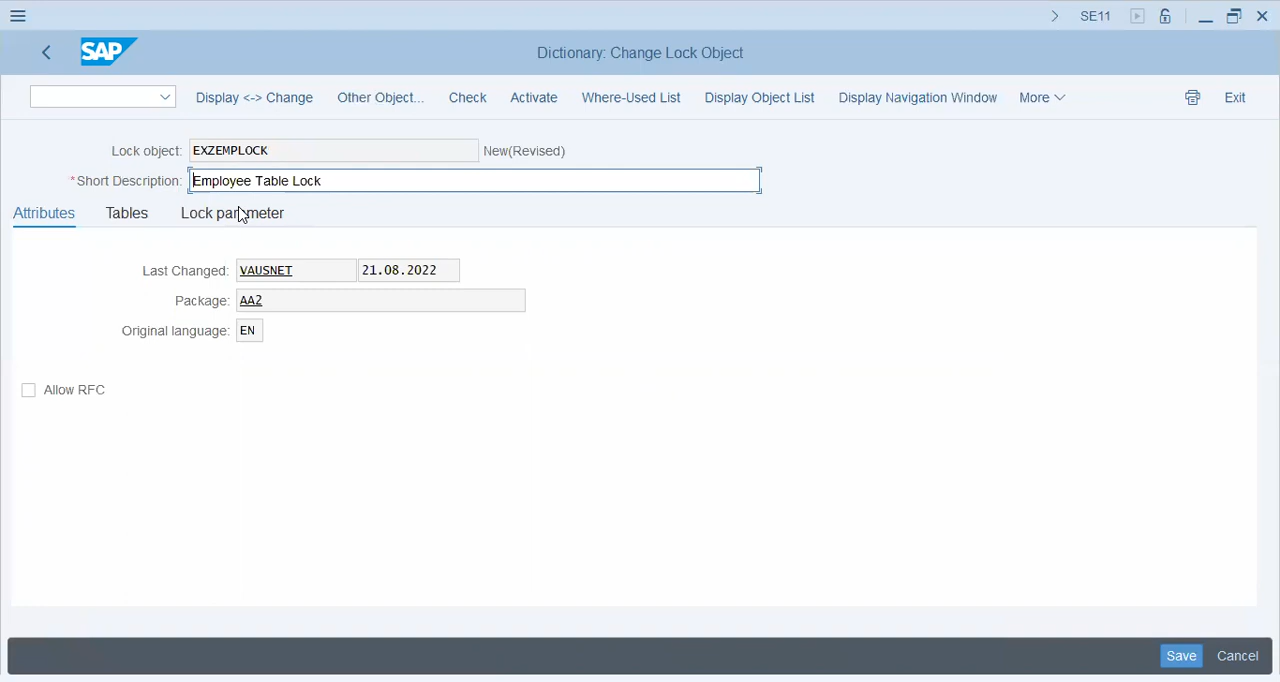 SE11
SAP
Dictionary: Change Lock Object
Display <-> Change Other Object... Check Activate Where-Used List Display Object List Display Navigation Window More Exit
Lock object: EXZEMPLOCK New(Revised)
*Short Description: Employee Table Lock
Attributes Tables Lock parameter
Last Changed: VAUSNET 21.08.2022
Package: AA2
Original language: EN
Allow RFC
Save Cancel